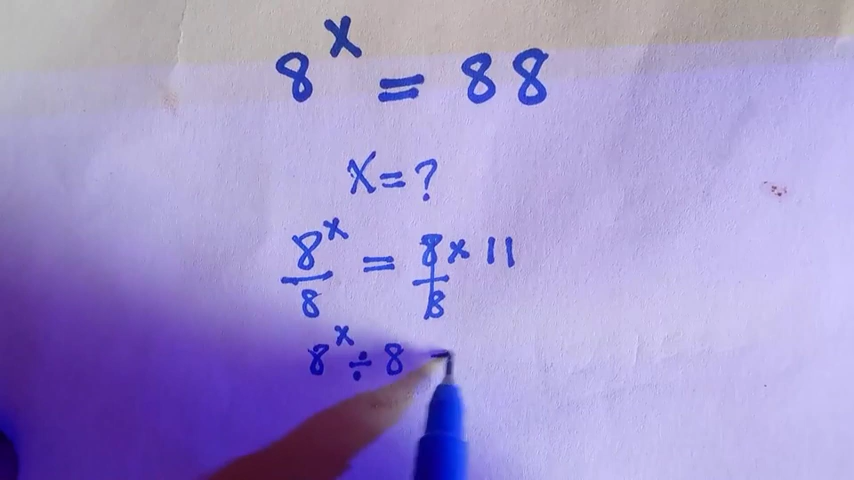 8^x = 88
x = ?
8^x/8 = 8/8 × 11
8^x ÷ 8 =